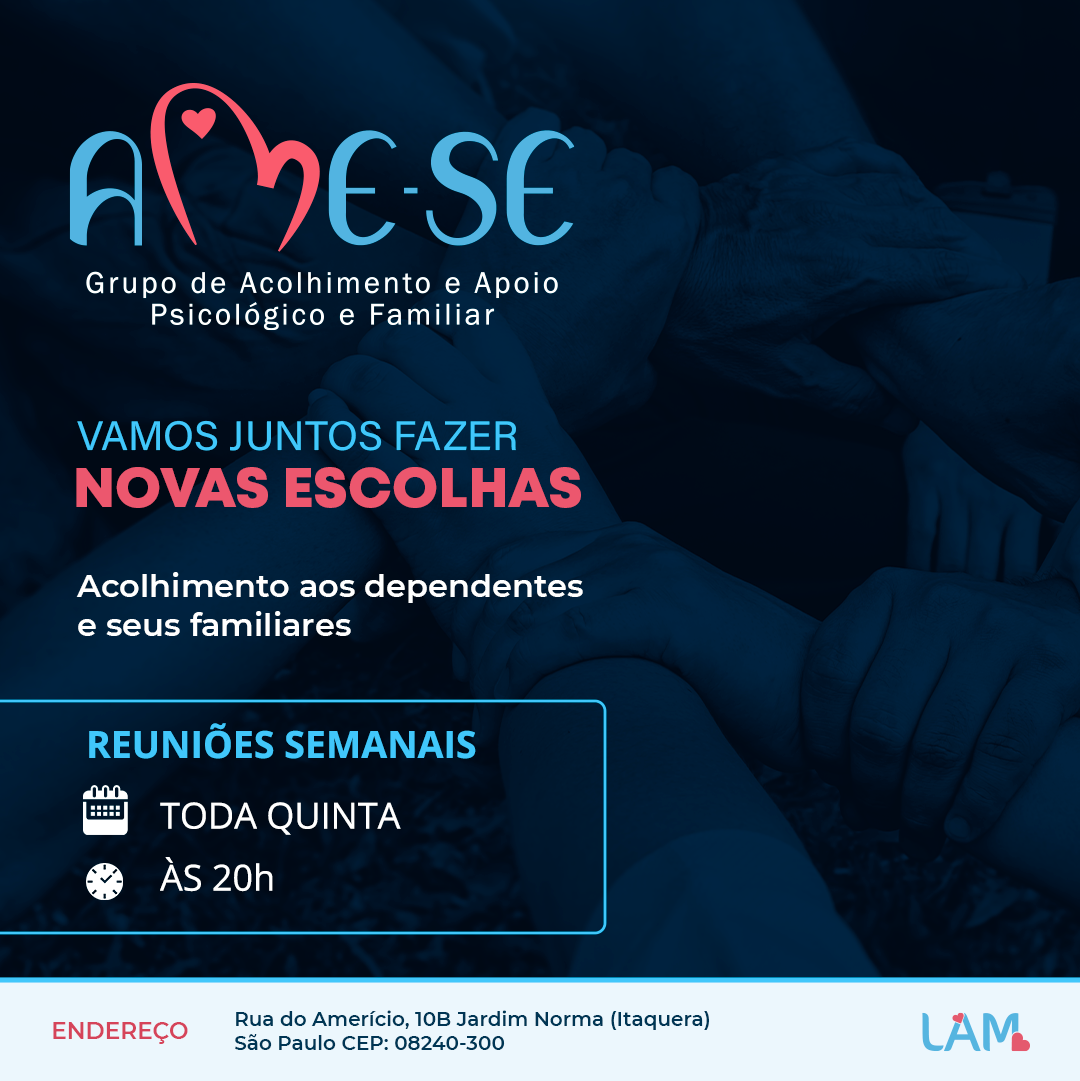 AME-SE
Grupo de Acolhimento e Apoio
Psicológico e Familiar
VAMOS JUNTOS FAZER
NOVAS ESCOLHAS
Acolhimento aos dependentes
e seus familiares
REUNIÕES SEMANAIS
TODA QUINTA
ÀS 20h
ENDEREÇO
Rua do Amerício, 10B Jardim Norma (Itaquera)
São Paulo CEP: 08240-300
LAM